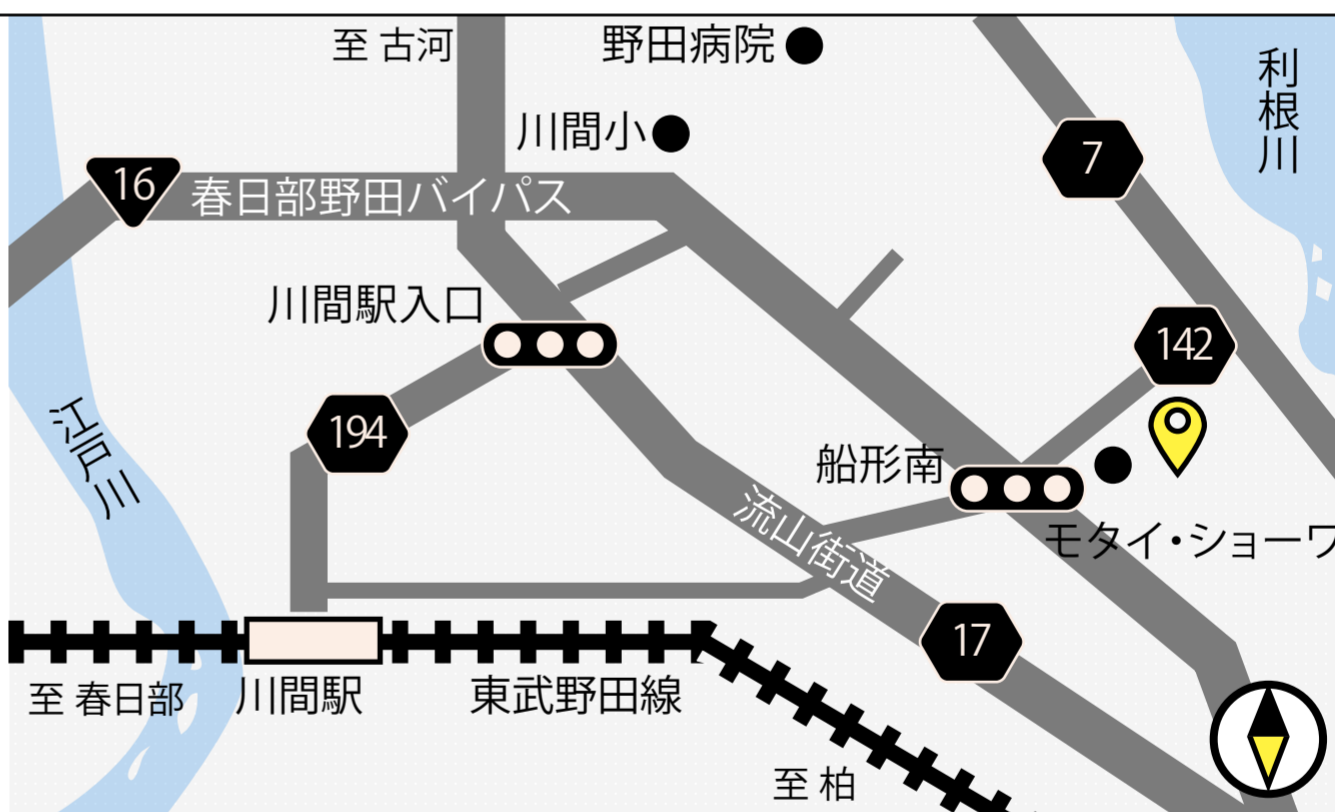 至 古河
野田病院
利根川
川間小
7
16
春日部野田バイパス
川間駅入口
142
江戸川
194
船形南
流山街道
モタイ・ショーワ
17
至 春日部
川間駅
東武野田線
至 柏